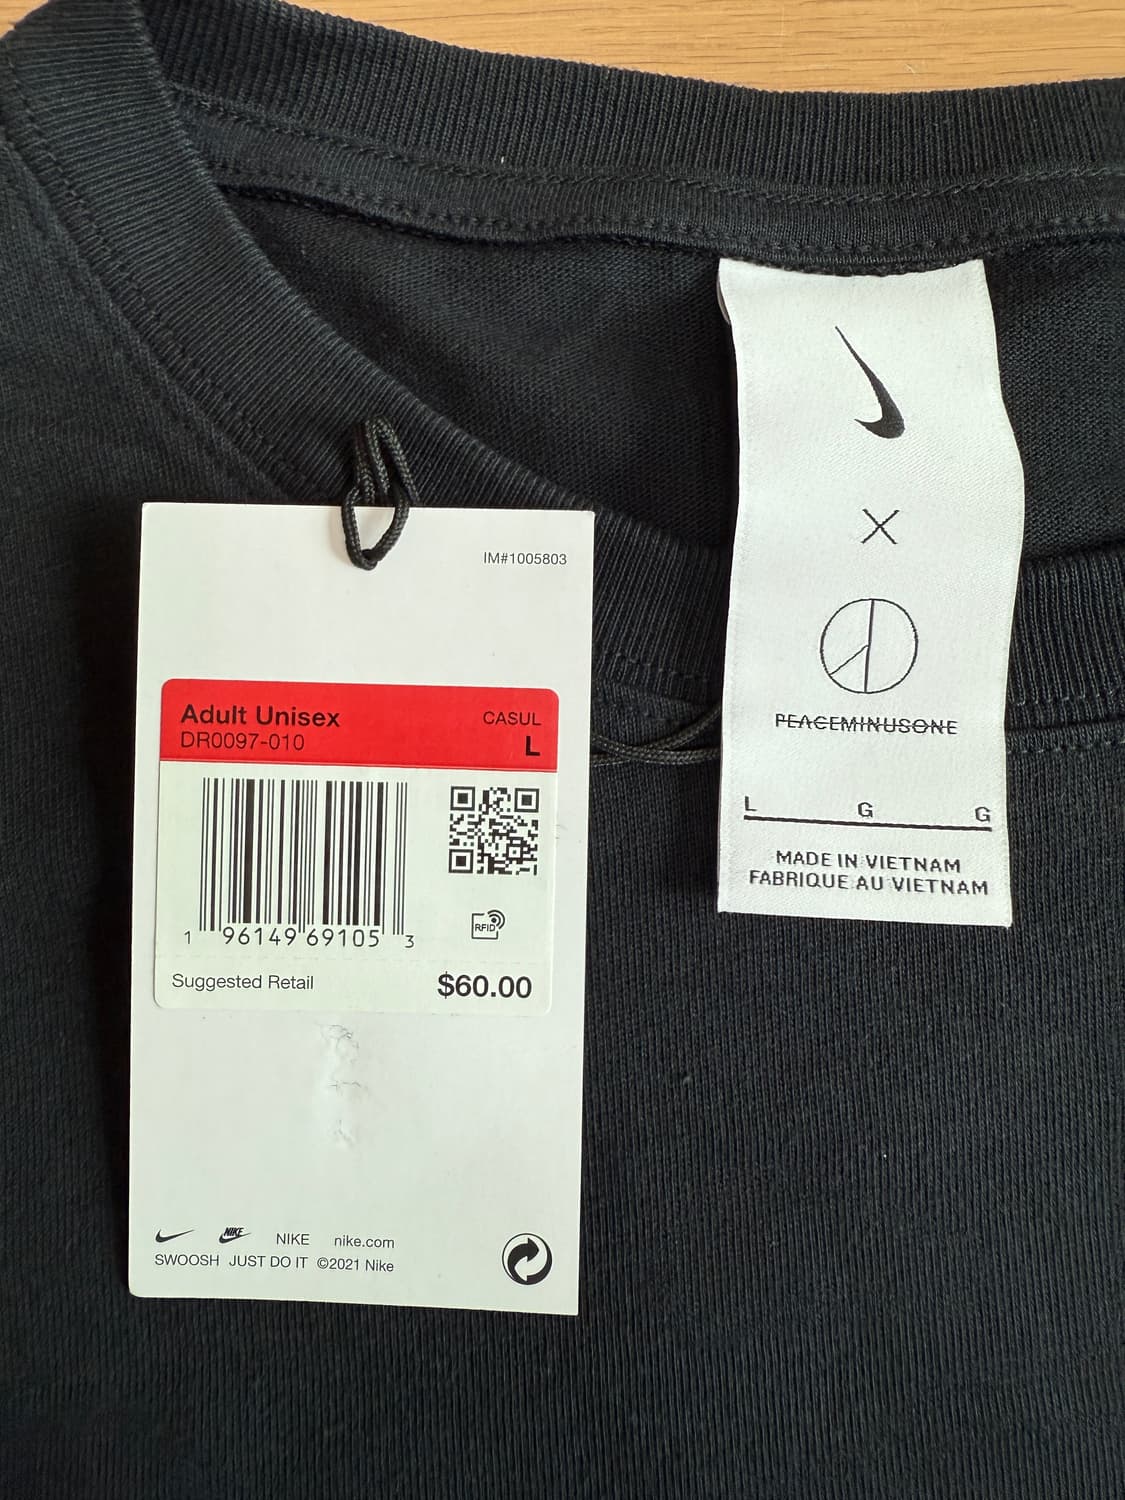 IM#1005803
Adult Unisex CASUL
DR0097-010 L
1 96149 69105 3
RFID
Suggested Retail $60.00
NIKE NIKE nike.com
SWOOSH JUST DO IT ©2021 Nike
X
PEACEMINUSONE
L G G
MADE IN VIETNAM
FABRIQUE AU VIETNAM